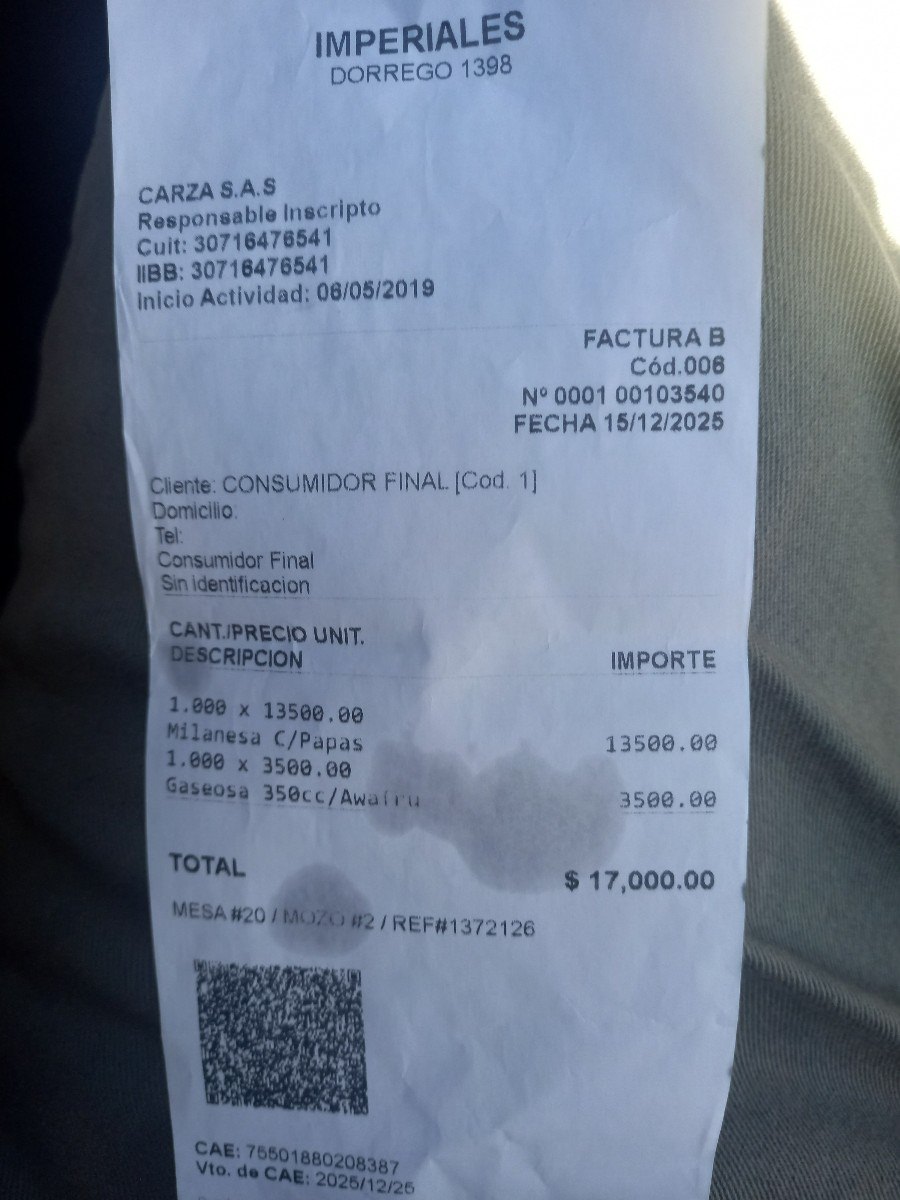 IMPERIALES
DORREGO 1398
CARZA S.A.S
Responsable Inscripto
Cuit: 30716476541
IIBB: 30716476541
Inicio Actividad: 06/05/2019
FACTURA B
Cód.006
Nº 0001 00103540
FECHA 15/12/2025
Cliente: CONSUMIDOR FINAL [Cod. 1]
Domicilio.
Tel:
Consumidor Final
Sin identificacion
CANT./PRECIO UNIT.
DESCRIPCION IMPORTE
1.000 x 13500.00
Milanesa C/Papas 13500.00
1.000 x 3500.00
Gaseosa 350cc/Awafru 3500.00
TOTAL $ 17,000.00
MESA #20 / MOZO #2 / REF#1372126
CAE: 75501880208387
Vto. de CAE: 2025/12/25